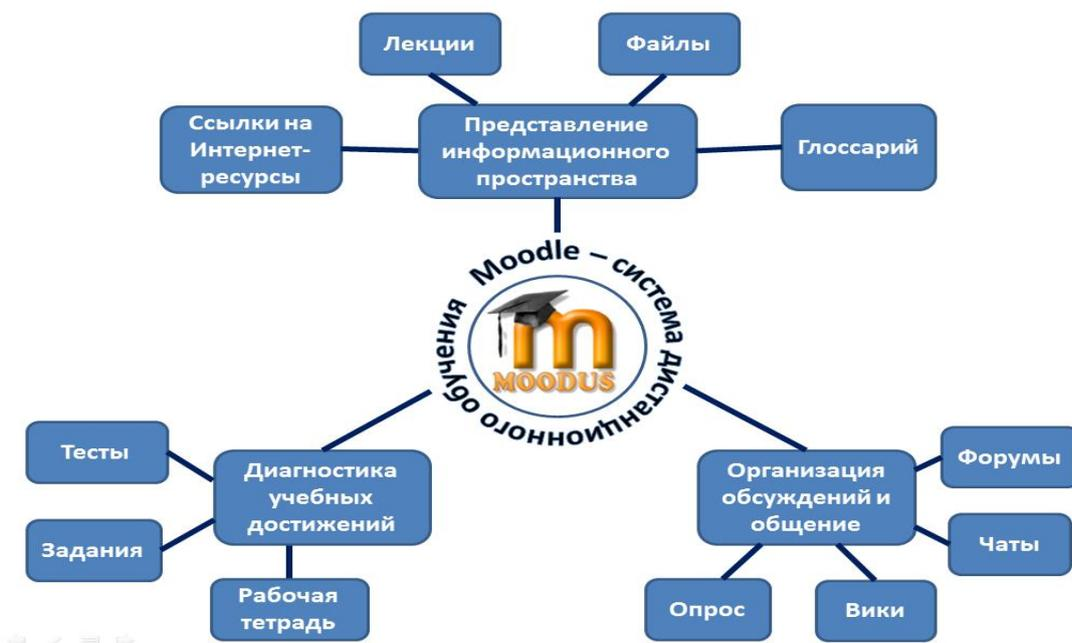 Лекции
Файлы
Ссылки на
Интернет-
ресурсы
Представление
информационного
пространства
Глоссарий
Moodle – система дистанционного обучения
MOODUS
Тесты
Задания
Диагностика
учебных
достижений
Рабочая
тетрадь
Организация
обсуждений и
общение
Форумы
Чаты
Опрос
Вики